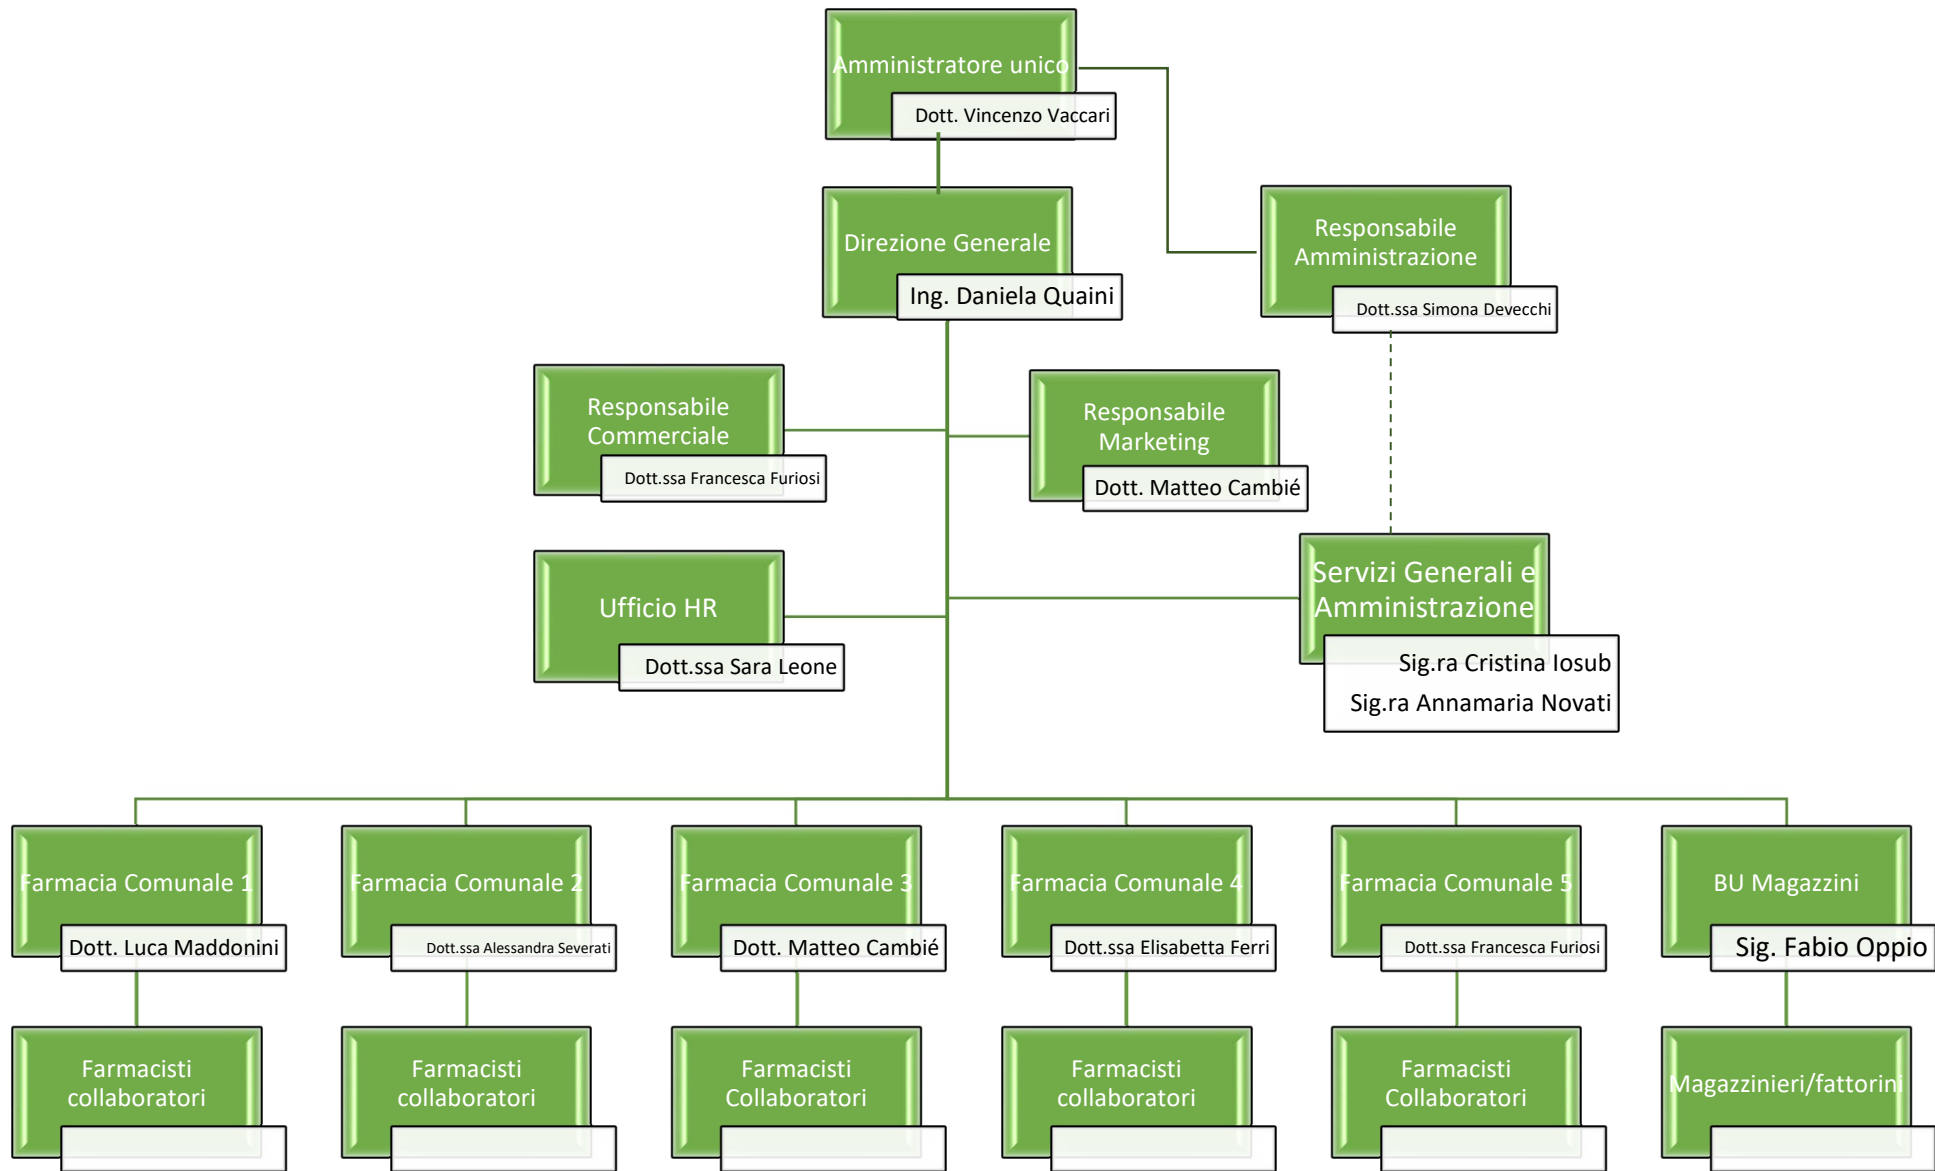 Amministratore unico
Dott. Vincenzo Vaccari
Direzione Generale
Ing. Daniela Quaini
Responsabile
Amministrazione
Dott.ssa Simona Devecchi
Responsabile
Commerciale
Dott.ssa Francesca Furiosi
Responsabile
Marketing
Dott. Matteo Cambié
Ufficio HR
Dott.ssa Sara Leone
Servizi Generali e
Amministrazione
Sig.ra Cristina Iosub
Sig.ra Annamaria Novati
Farmacia Comunale 1
Dott. Luca Maddonini
Farmacia Comunale 2
Dott.ssa Alessandra Severati
Farmacia Comunale 3
Dott. Matteo Cambié
Farmacia Comunale 4
Dott.ssa Elisabetta Ferri
Farmacia Comunale 5
Dott.ssa Francesca Furiosi
BU Magazzini
Sig. Fabio Oppio
Farmacisti
collaboratori
Farmacisti
collaboratori
Farmacisti
Collaboratori
Farmacisti
collaboratori
Farmacisti
Collaboratori
Magazzinieri/fattorini